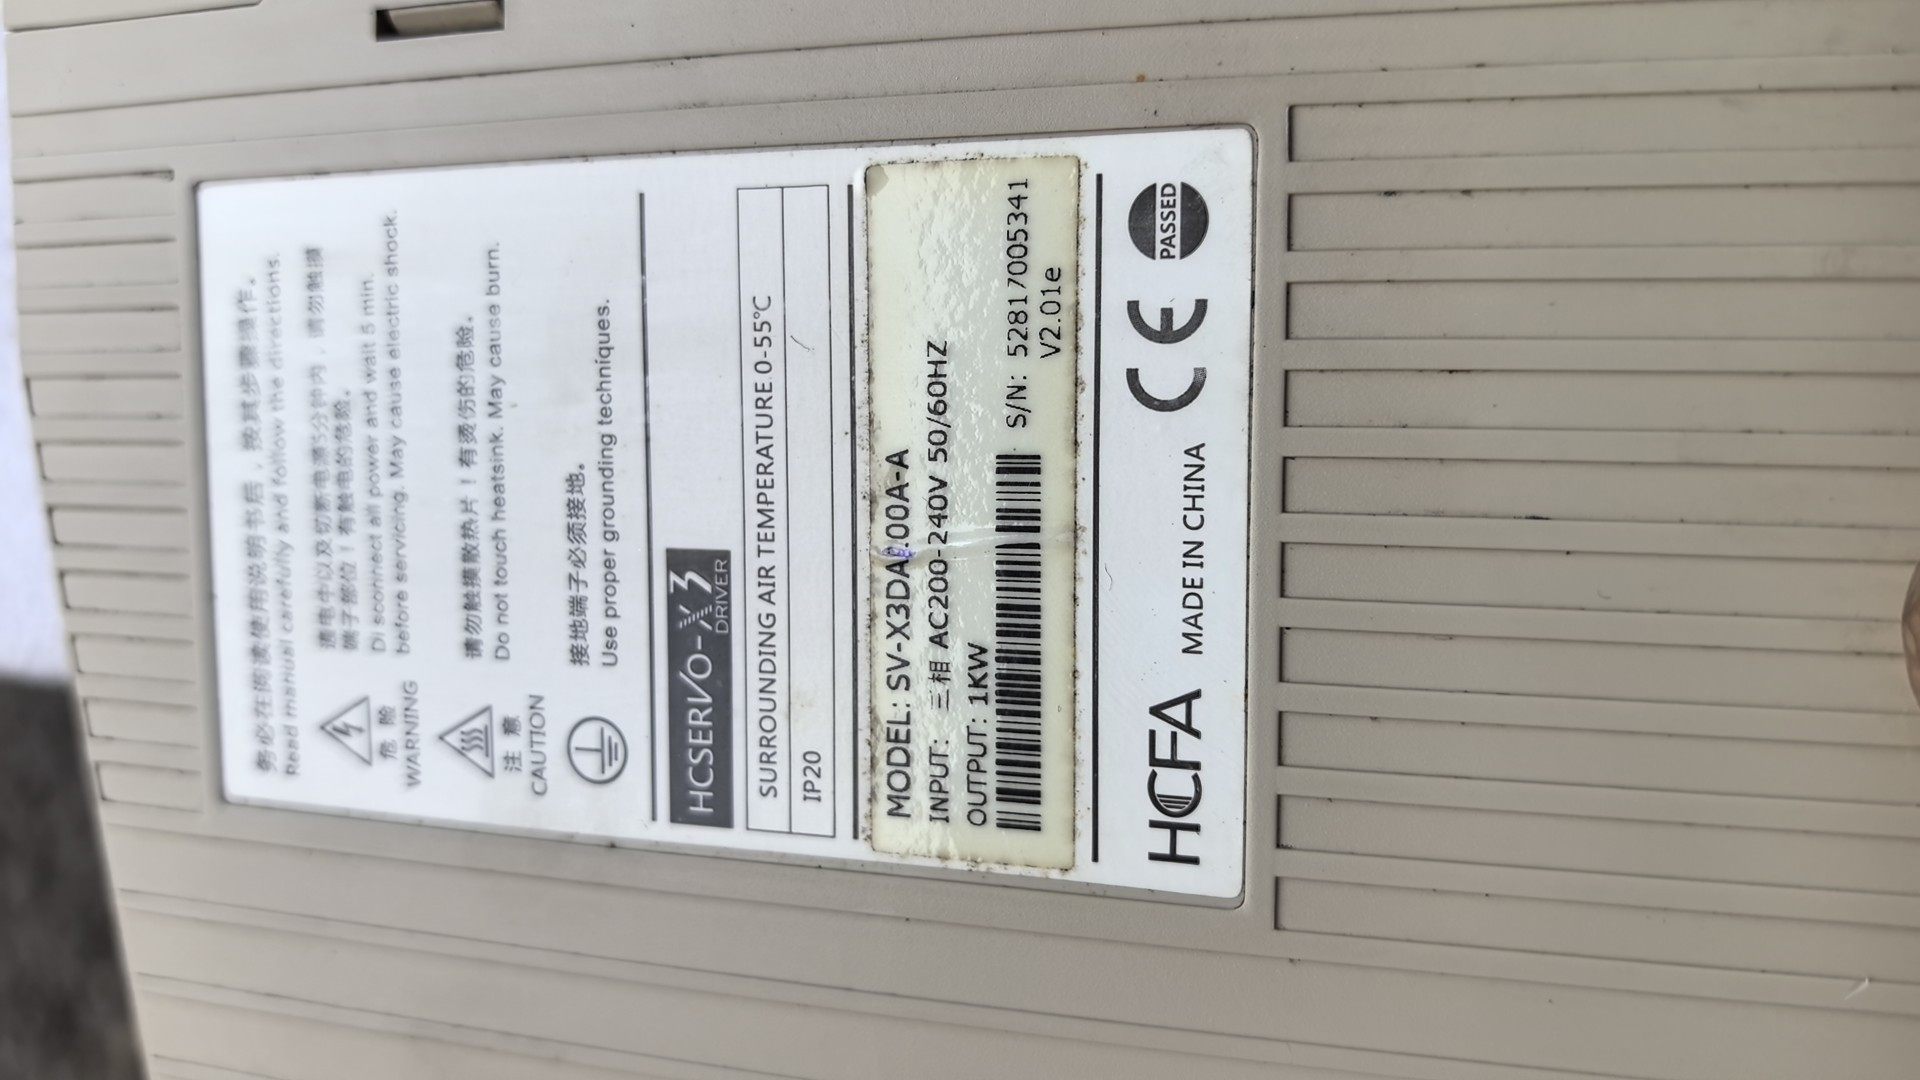 务必在阅读使用说明书后，按其步骤操作。
Read manual carefully and follow the directions.
危 险
WARNING
通电中以及切断电源5分钟内，请勿触摸
端子部位！有触电的危险。
Disconnect all power and wait 5 min.
before servicing. May cause electric shock.
注 意
CAUTION
请勿触摸散热片！有烫伤的危险。
Do not touch heatsink. May cause burn.
接地端子必须接地。
Use proper grounding techniques.
HCSERVO-X3
DRIVER
SURROUNDING AIR TEMPERATURE 0-55℃
IP20
MODEL: SV-X3DA 00A-A
INPUT: 三相 AC200-240V 50/60HZ
OUTPUT: 1KW
S/N: 52817005341
V2.01e
HCFA MADE IN CHINA CE PASSED